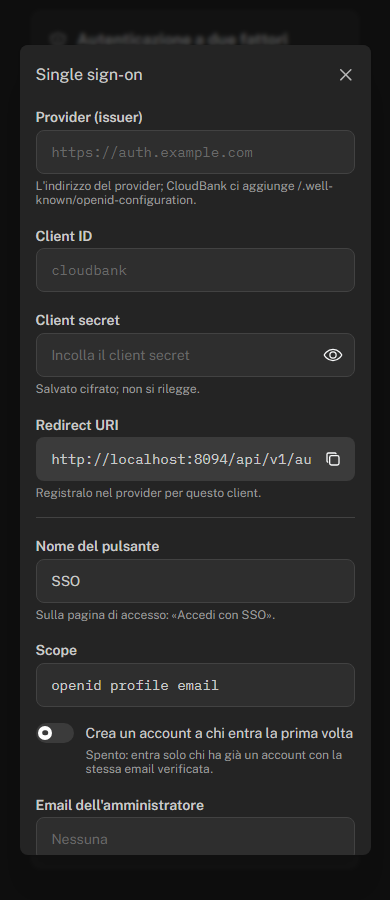 Autenticazione a due fattori
Single sign-on
Provider (issuer)
https://auth.example.com
L'indirizzo del provider; CloudBank ci aggiunge /.well-
known/openid-configuration.
Client ID
cloudbank
Client secret
Incolla il client secret
Salvato cifrato; non si rilegge.
Redirect URI
http://localhost:8094/api/v1/au
Registralo nel provider per questo client.
Nome del pulsante
SSO
Sulla pagina di accesso: «Accedi con SSO».
Scope
openid profile email
Crea un account a chi entra la prima volta
Spento: entra solo chi ha già un account con la
stessa email verificata.
Email dell'amministratore
Nessuna